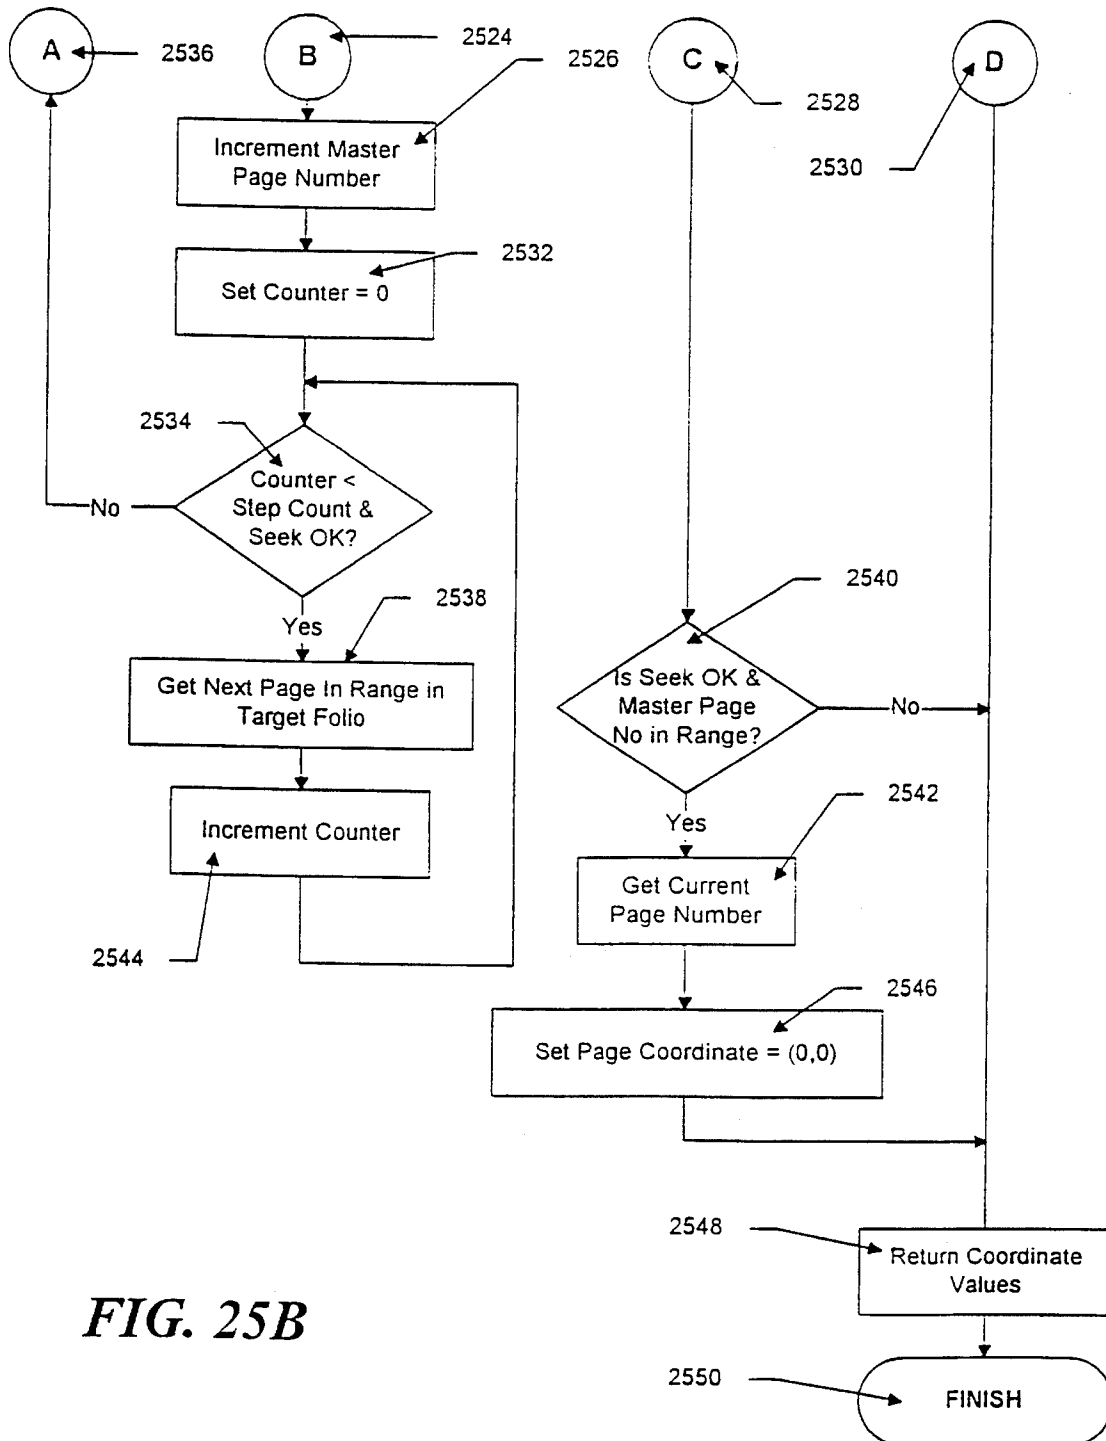 A
2536
B
2524
2526
C
2528
D
2530
Increment Master
Page Number
2532
Set Counter = 0
2534
Counter <
Step Count &
Seek OK?
No
Yes
2538
Get Next Page In Range in
Target Folio
Increment Counter
2544
2540
Is Seek OK &
Master Page
No in Range?
No
Yes
2542
Get Current
Page Number
2546
Set Page Coordinate = (0,0)
2548
Return Coordinate
Values
2550
FINISH
FIG. 25B